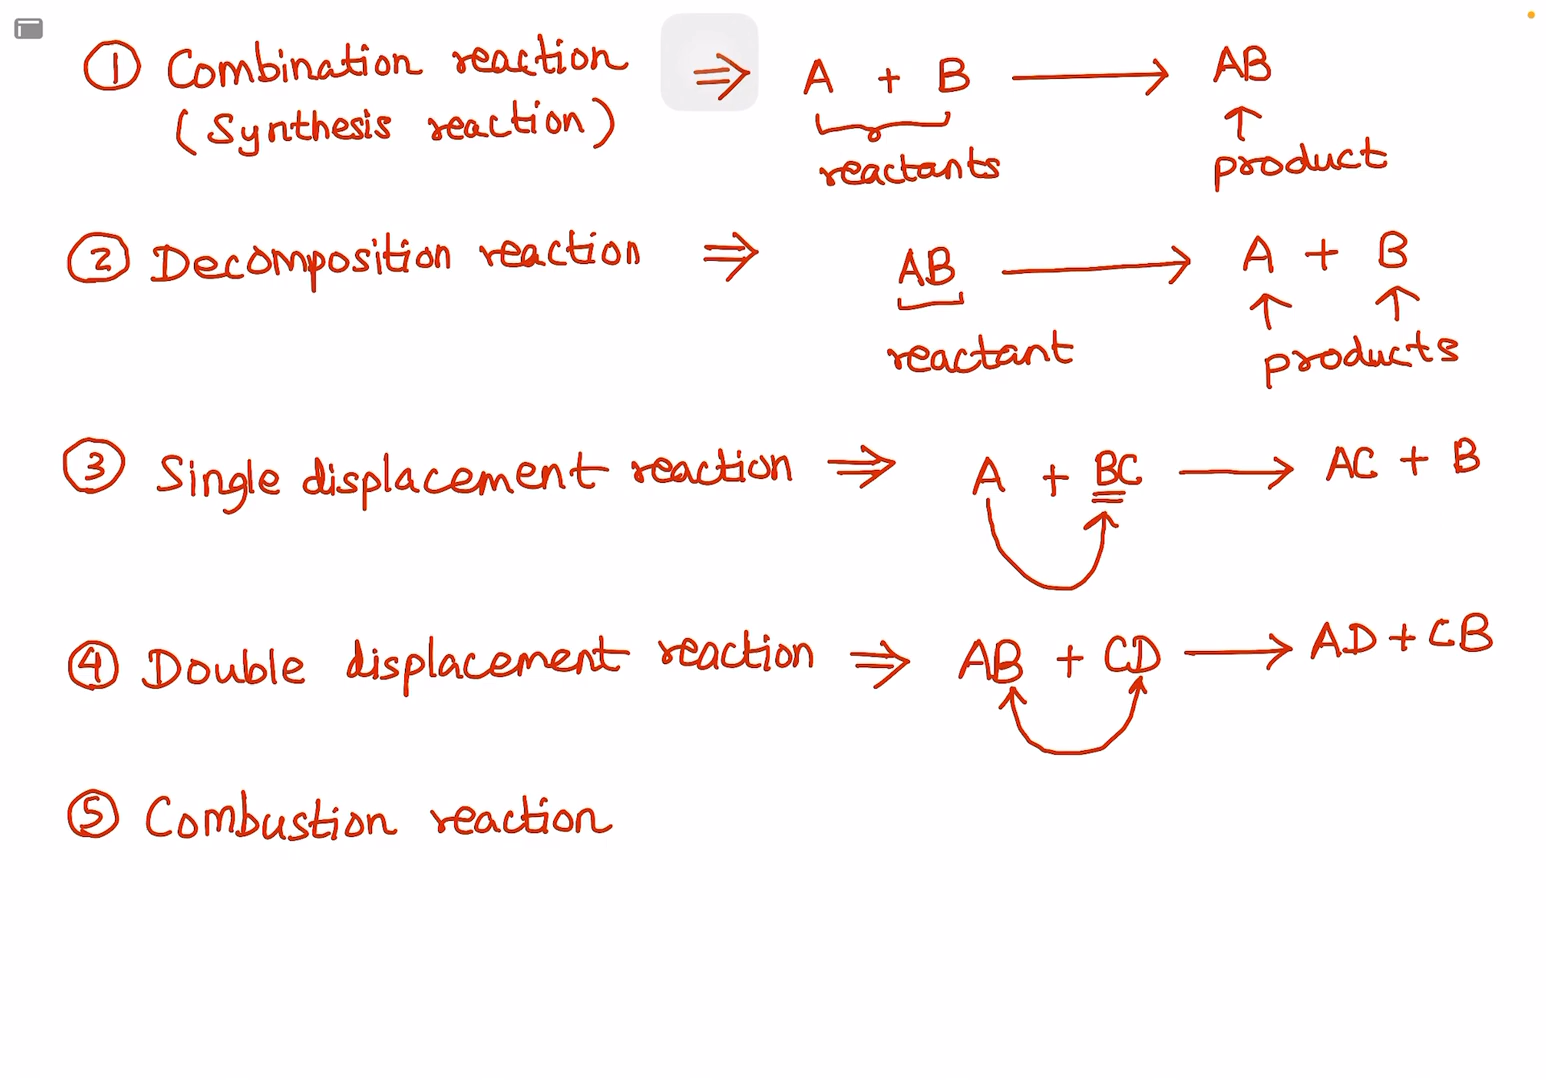 ① Combination reaction ⇒ A + B ⟶ AB
(Synthesis reaction) reactants ↑ product
② Decomposition reaction ⇒ AB ⟶ A + B
reactant ↑ ↑ products
③ Single displacement reaction ⇒ A + BC ⟶ AC + B
④ Double displacement reaction ⇒ AB + CD ⟶ AD + CB
⑤ Combustion reaction